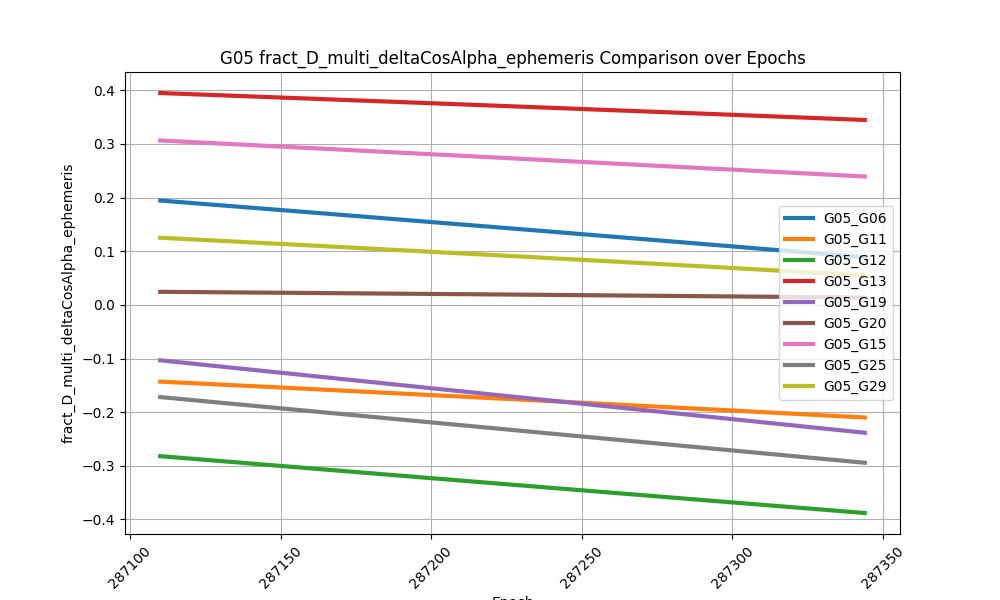 G05 fract_D_multi_deltaCosAlpha_ephemeris Comparison over Epochs
fract_D_multi_deltaCosAlpha_ephemeris
0.4
0.3
0.2
0.1
0.0
−0.1
−0.2
−0.3
−0.4
G05_G06
G05_G11
G05_G12
G05_G13
G05_G19
G05_G20
G05_G15
G05_G25
G05_G29
287100
287150
287200
287250
287300
287350
Epoch